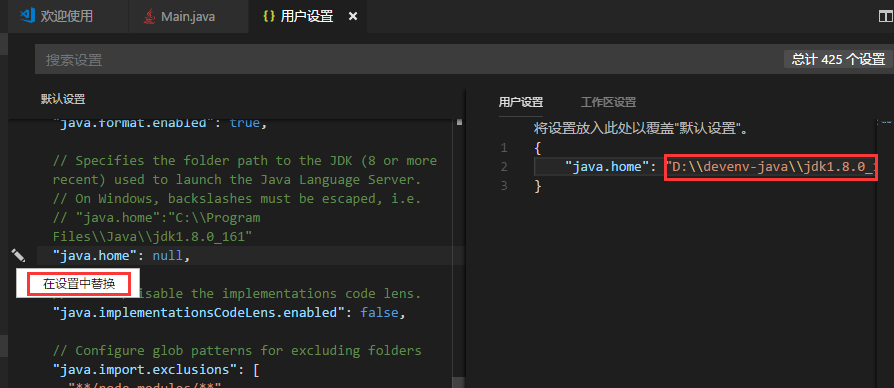 欢迎使用
Main.java
{ } 用户设置
搜索设置
总计 425 个设置
默认设置
"java.format.enabled": true,
// Specifies the folder path to the JDK (8 or more
recent) used to launch the Java Language Server.
// On Windows, backslashes must be escaped, i.e.
// "java.home":"C:\\Program
Files\\Java\\jdk1.8.0_161"
"java.home": null,
在设置中替换
isable the implementations code lens.
"java.implementationsCodeLens.enabled": false,
// Configure glob patterns for excluding folders
"java.import.exclusions": [
"**/node_modules/**"
用户设置
工作区设置
将设置放入此处以覆盖"默认设置"。
1 {
2 "java.home": "D:\\devenv-java\\jdk1.8.0_
3 }